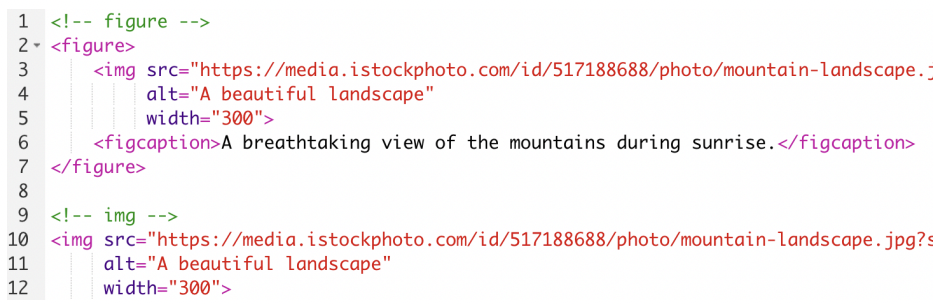 1 <!-- figure -->
2 <figure>
3 <img src="https://media.istockphoto.com/id/517188688/photo/mountain-landscape.j
4 alt="A beautiful landscape"
5 width="300">
6 <figcaption>A breathtaking view of the mountains during sunrise.</figcaption>
7 </figure>
8
9 <!-- img -->
10 <img src="https://media.istockphoto.com/id/517188688/photo/mountain-landscape.jpg?s
11 alt="A beautiful landscape"
12 width="300">